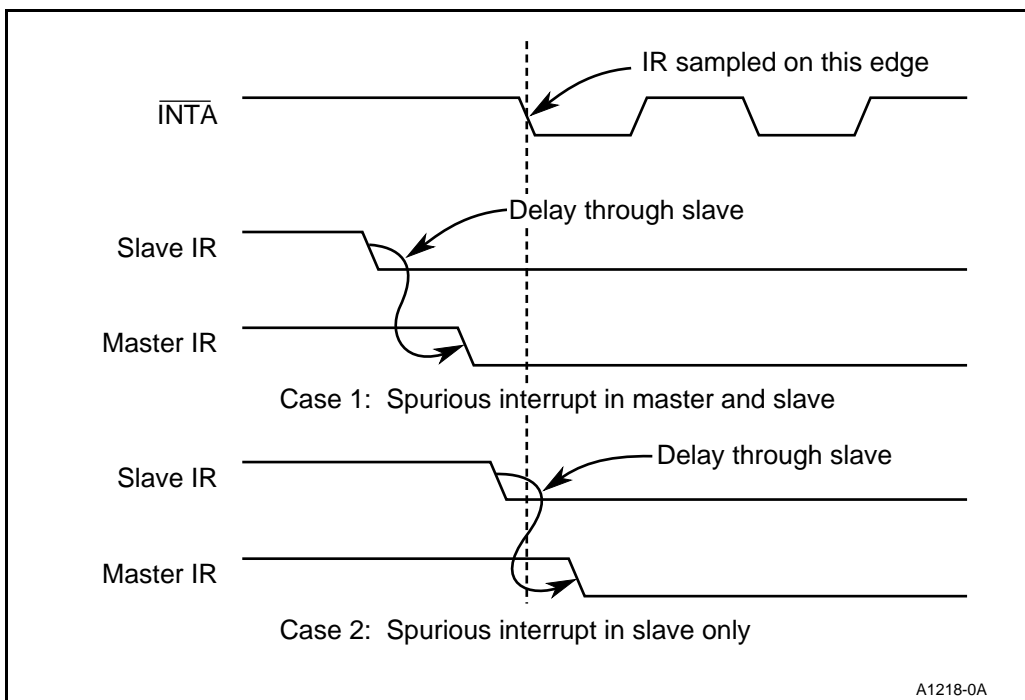 IR sampled on this edge
INTA
Delay through slave
Slave IR
Master IR
Case 1: Spurious interrupt in master and slave
Delay through slave
Slave IR
Master IR
Case 2: Spurious interrupt in slave only
A1218-0A